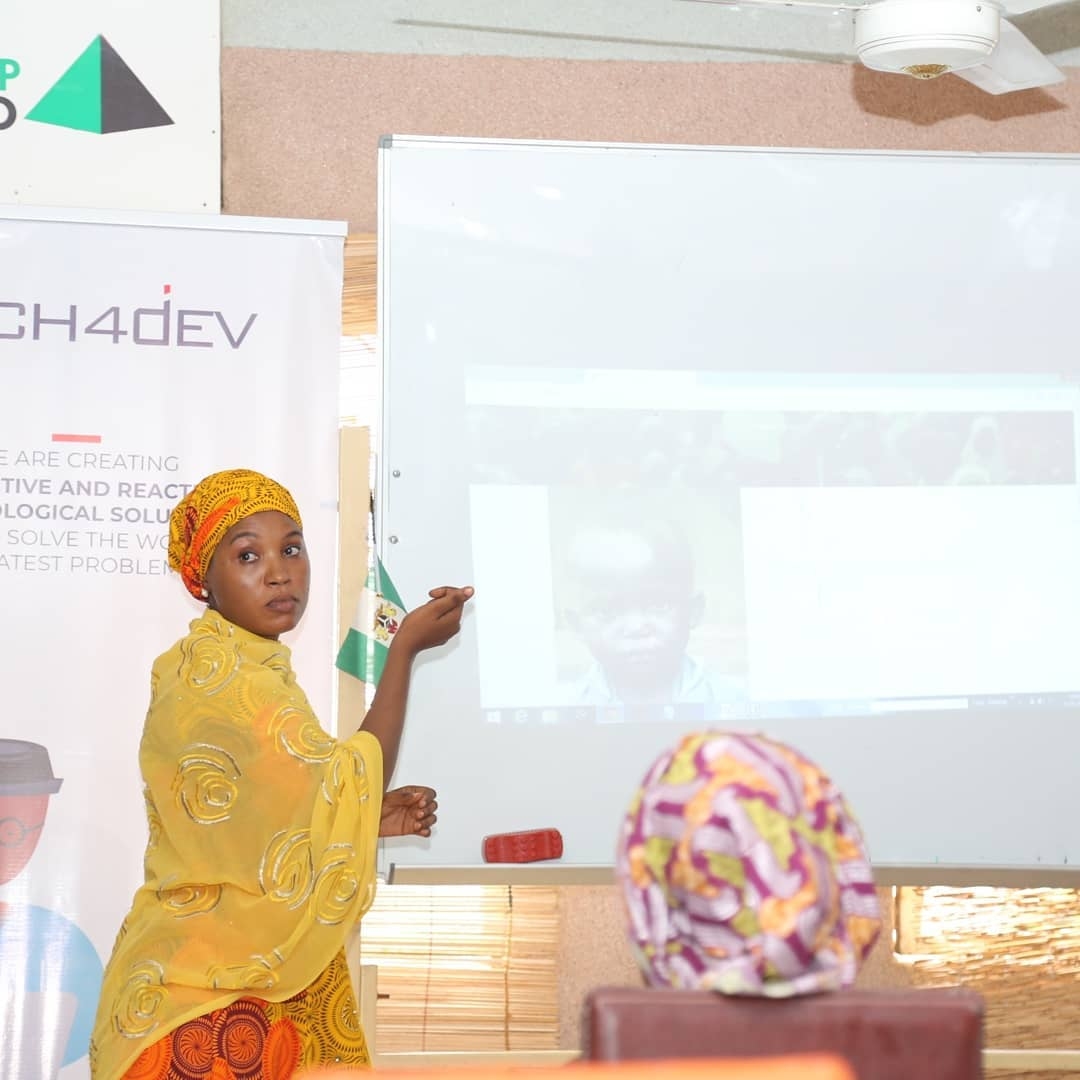 P
D
CH4dEV
E ARE CREATING
TIVE AND REACT
OLOGICAL SOLU
SOLVE THE WO
ATEST PROBLEM